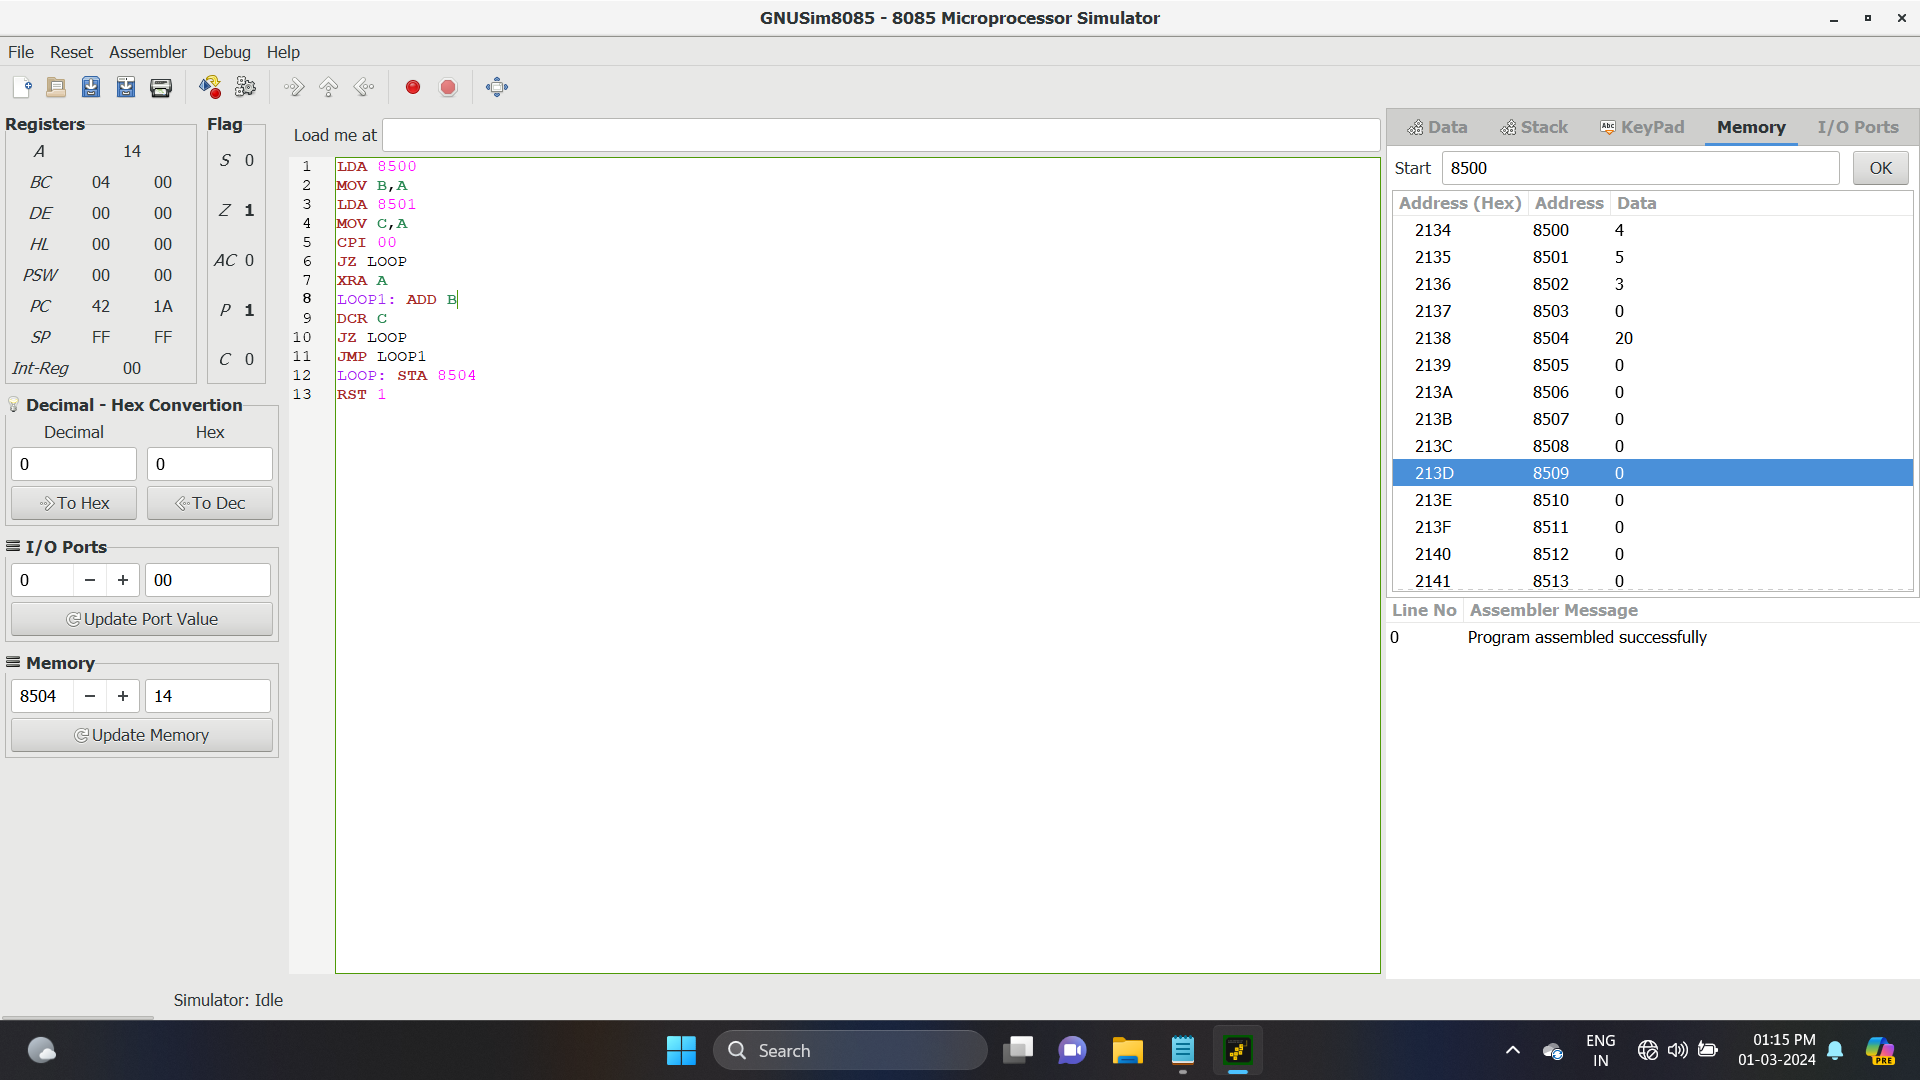 GNUSim8085 - 8085 Microprocessor Simulator
File Reset Assembler Debug Help
Registers
A 14
BC 04 00
DE 00 00
HL 00 00
PSW 00 00
PC 42 1A
SP FF FF
Int-Reg 00
Flag
S 0
Z 1
AC 0
P 1
C 0
Decimal - Hex Convertion
Decimal Hex
0 0
To Hex To Dec
I/O Ports
0 − + 00
Update Port Value
Memory
8504 − + 14
Update Memory
Load me at
1 LDA 8500
2 MOV B,A
3 LDA 8501
4 MOV C,A
5 CPI 00
6 JZ LOOP
7 XRA A
8 LOOP1: ADD B
9 DCR C
10 JZ LOOP
11 JMP LOOP1
12 LOOP: STA 8504
13 RST 1
Data Stack Abc KeyPad Memory I/O Ports
Start 8500 OK
Address (Hex) Address Data
2134 8500 4
2135 8501 5
2136 8502 3
2137 8503 0
2138 8504 20
2139 8505 0
213A 8506 0
213B 8507 0
213C 8508 0
213D 8509 0
213E 8510 0
213F 8511 0
2140 8512 0
2141 8513 0
Line No Assembler Message
0 Program assembled successfully
Simulator: Idle
Search
ENG
IN
01:15 PM
01-03-2024
PRE